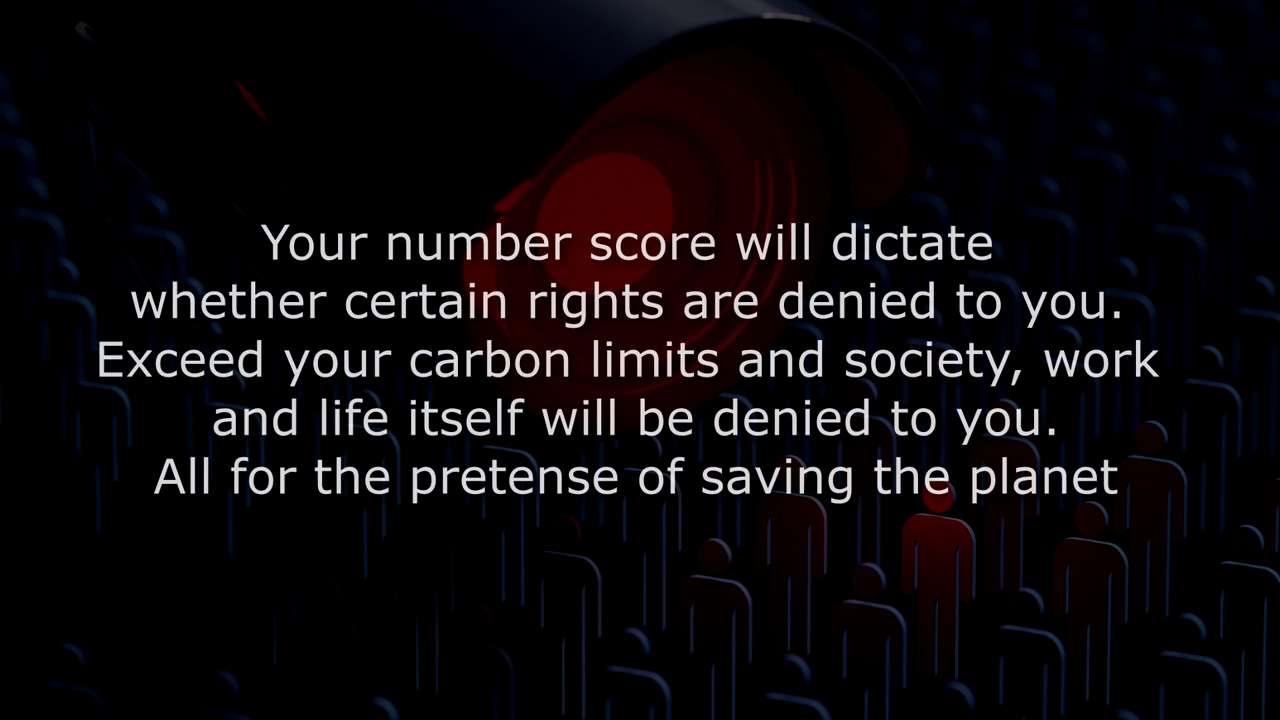 Your number score will dictate
whether certain rights are denied to you.
Exceed your carbon limits and society, work
and life itself will be denied to you.
All for the pretense of saving the planet